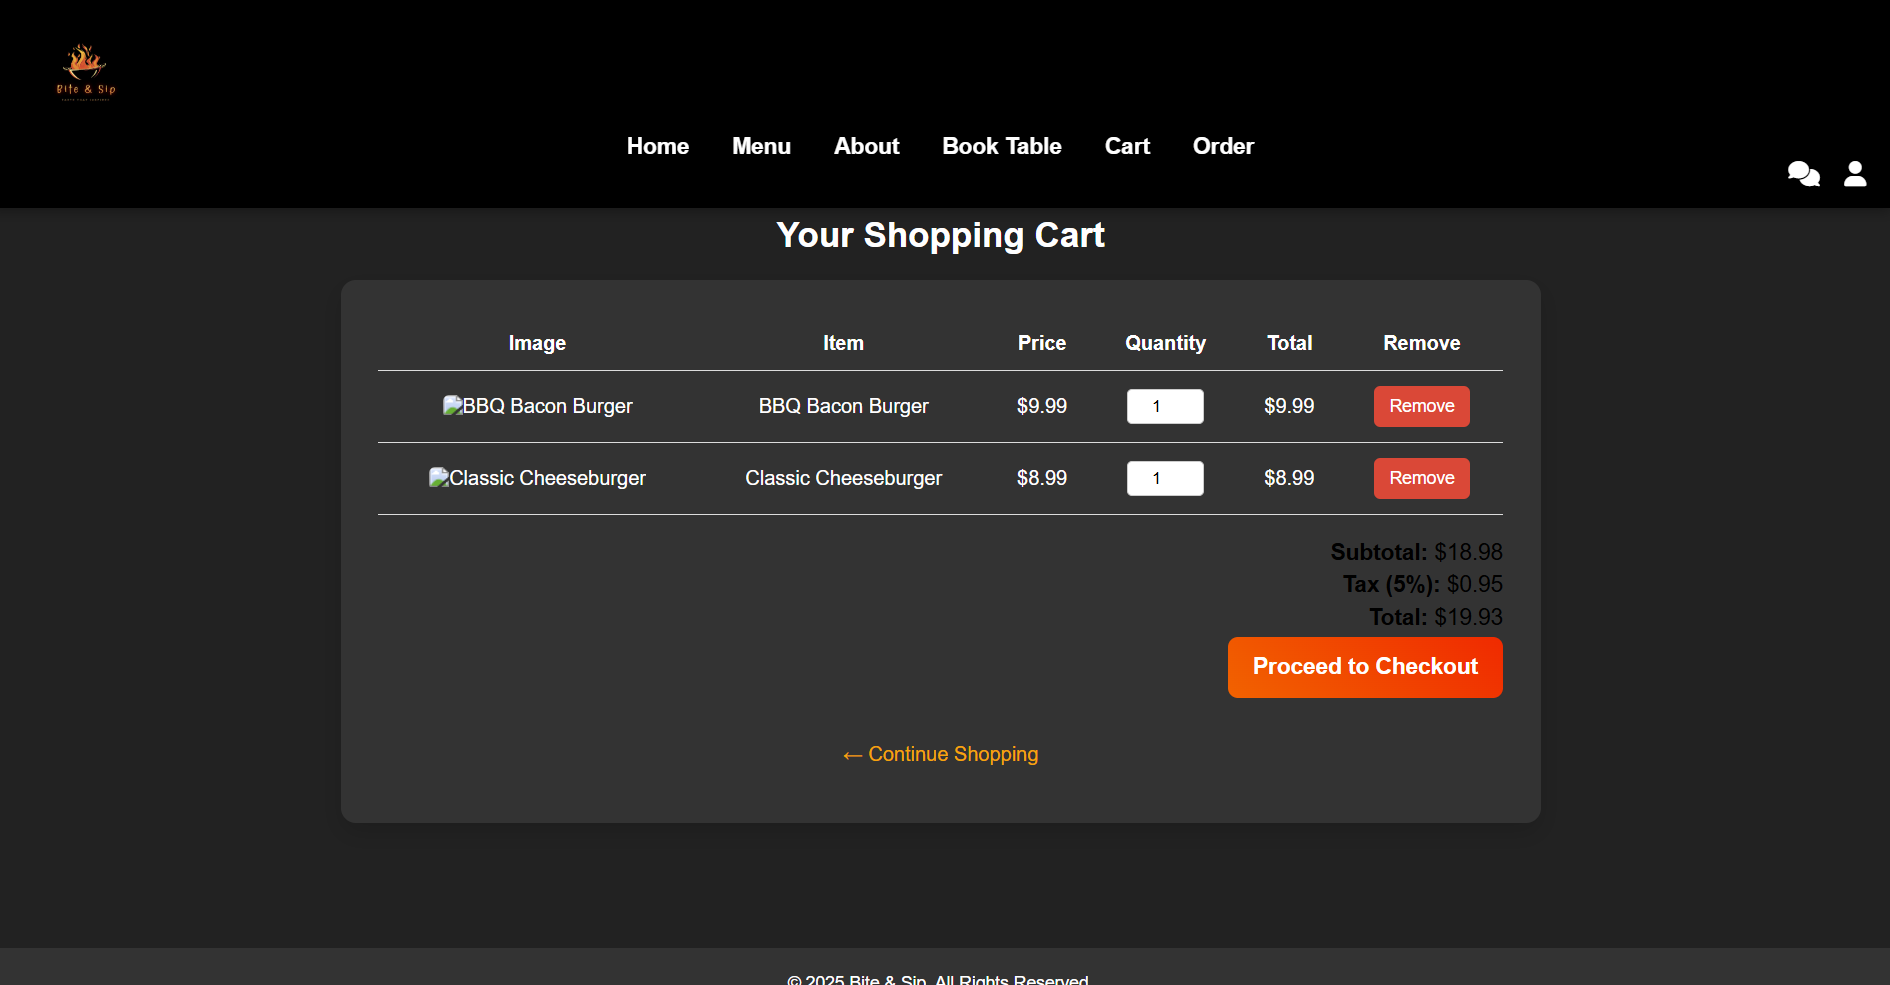 Bite & Sip
Home Menu About Book Table Cart Order
Your Shopping Cart
Image Item Price Quantity Total Remove
BBQ Bacon Burger BBQ Bacon Burger $9.99 1 $9.99 Remove
Classic Cheeseburger Classic Cheeseburger $8.99 1 $8.99 Remove
Subtotal: $18.98
Tax (5%): $0.95
Total: $19.93
Proceed to Checkout
← Continue Shopping
© 2025 Bite & Sip. All Rights Reserved.